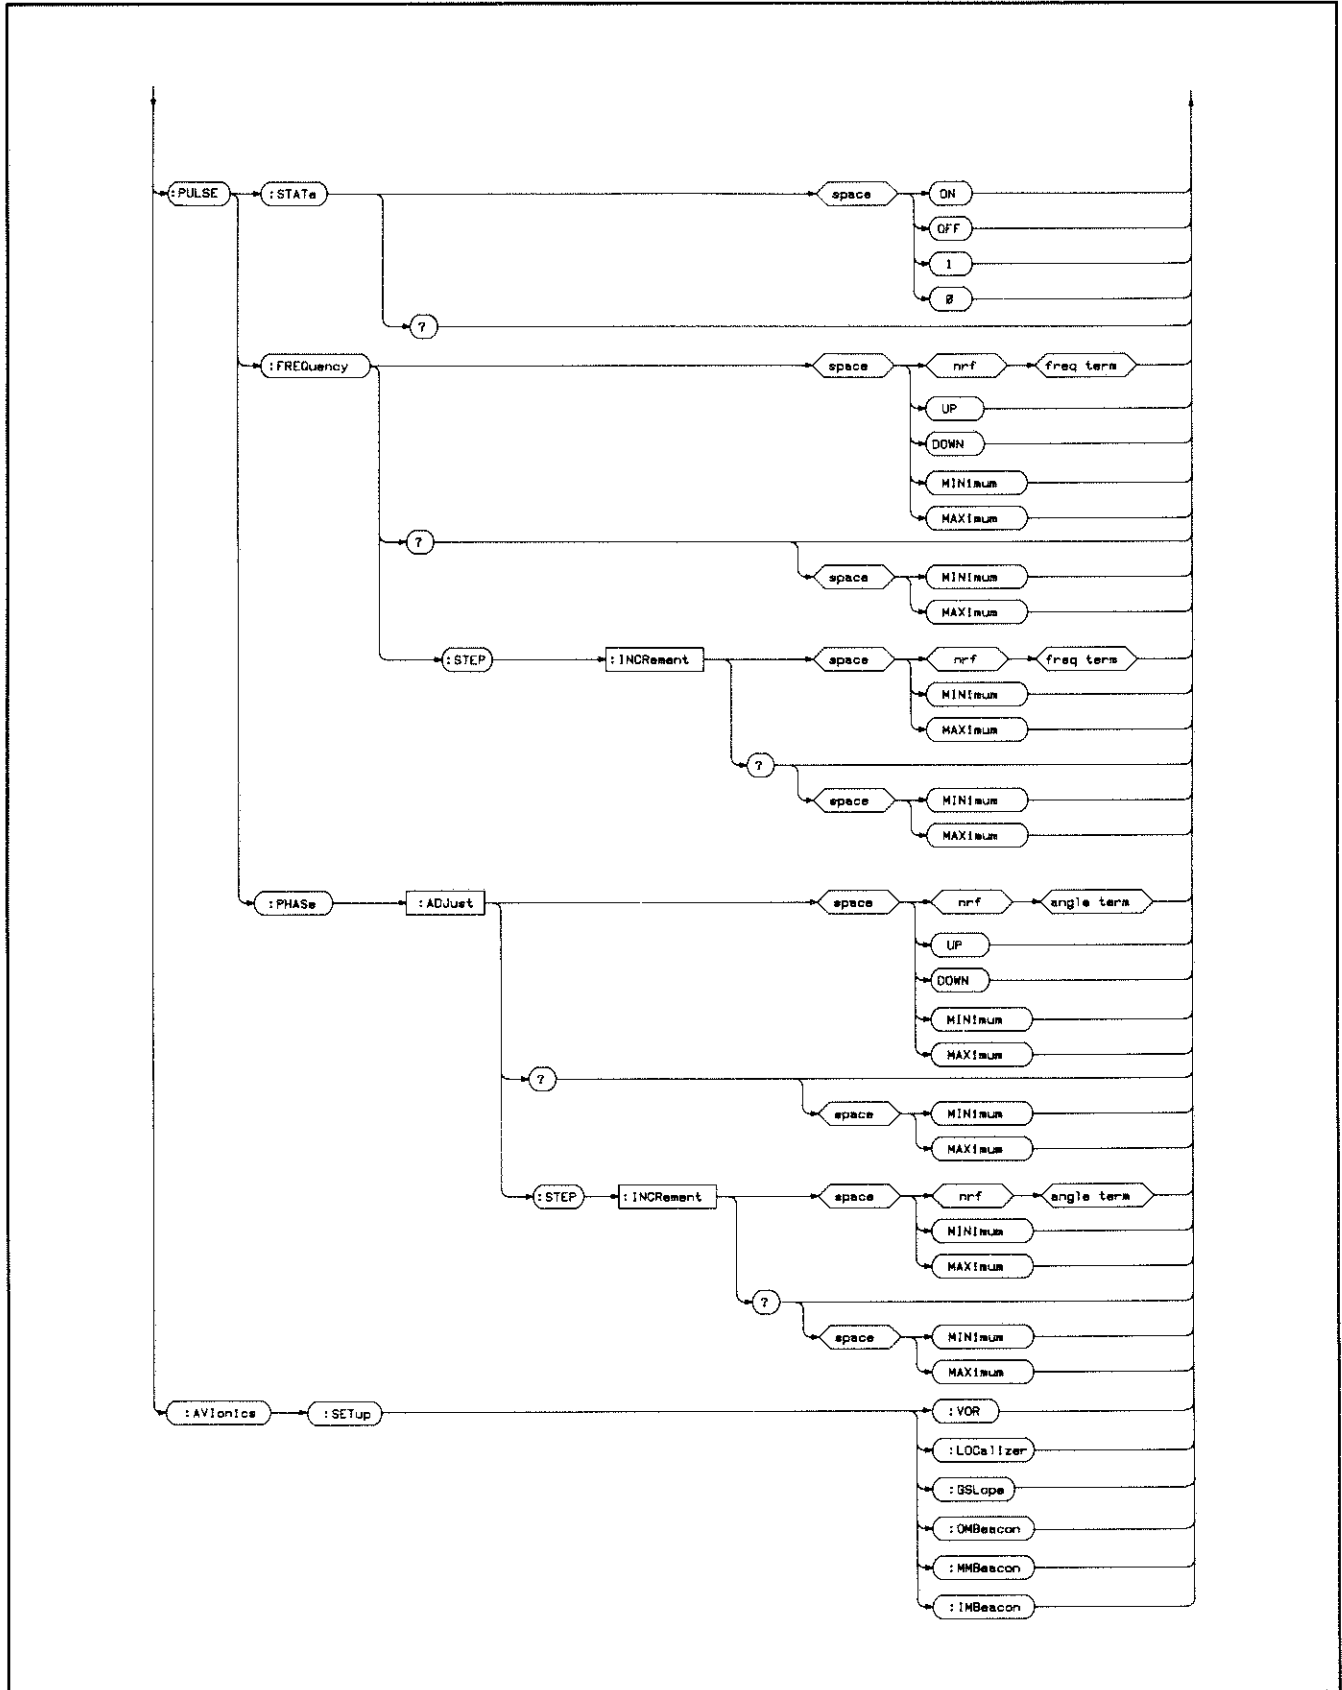 :PULSE :STATe space ON
OFF
1
0
?
:FREQuency space nrf freq term
UP
DOWN
MINimum
MAXimum
?
space MINimum
MAXimum
:STEP :INCRement space nrf freq term
MINimum
MAXimum
?
space MINimum
MAXimum
:PHASe :ADJust space nrf angle term
UP
DOWN
MINimum
MAXimum
?
space MINimum
MAXimum
:STEP :INCRement space nrf angle term
MINimum
MAXimum
?
space MINimum
MAXimum
:AVIonics :SETup :VOR
:LOCalizer
:GSLope
:OMBeacon
:MMBeacon
:IMBeacon